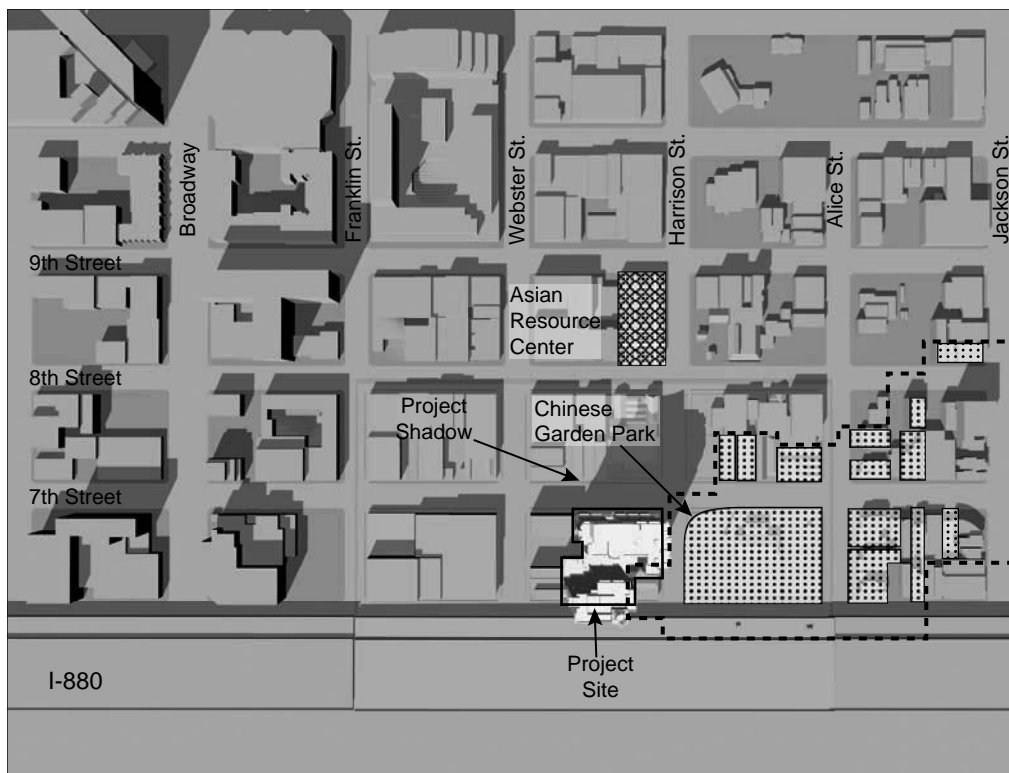 Broadway
Franklin St.
Webster St.
Harrison St.
Alice St.
Jackson St.
9th Street
Asian
Resource
Center
8th Street
Project
Shadow
Chinese
Garden Park
7th Street
Project
Site
I-880